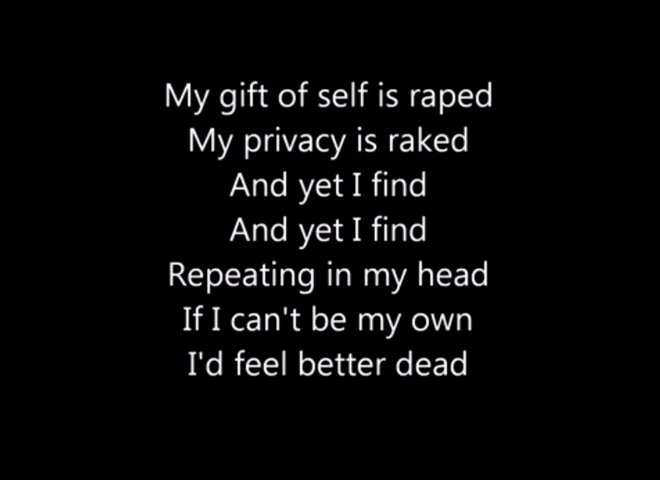 My gift of self is raped
My privacy is raked
And yet I find
And yet I find
Repeating in my head
If I can't be my own
I'd feel better dead